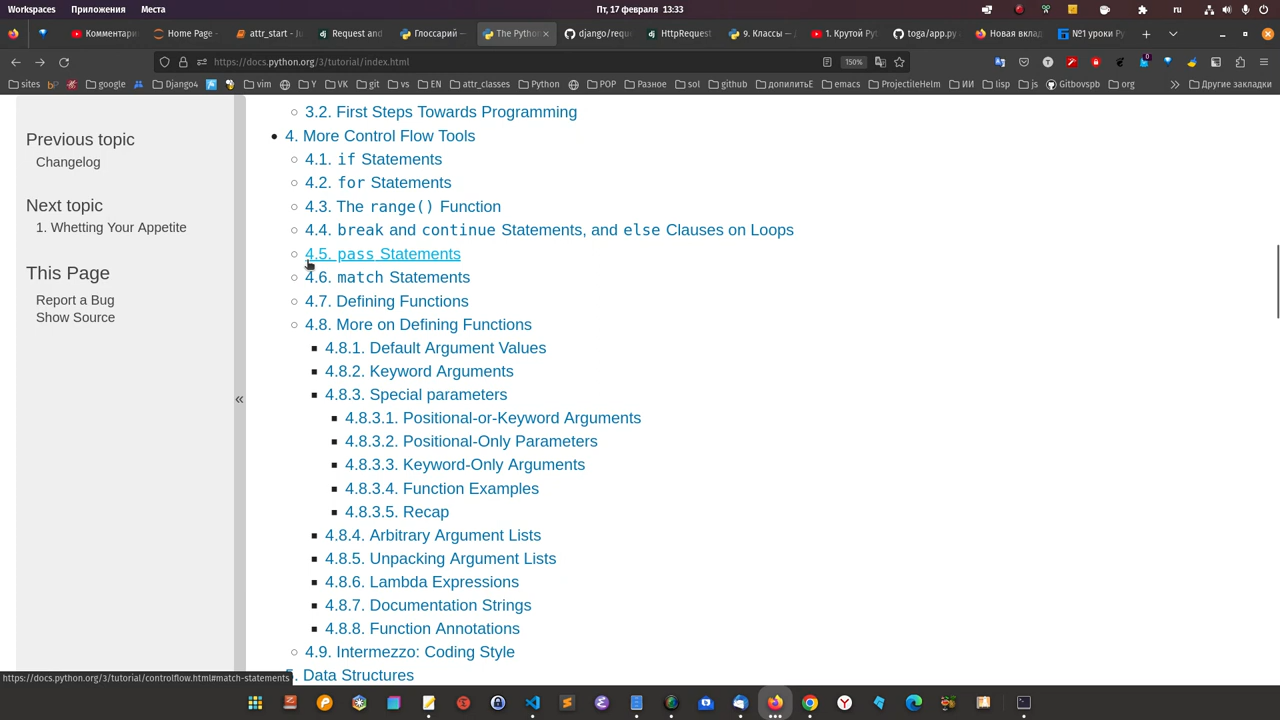 Workspaces Приложения Места Пт, 17 февраля 13:33 ru
Комментари Home Page - attr_start - Ju Request and Глоссарий — The Python django/requ HttpRequest 9. Классы — 1. Крутой Py toga/app.py Новая вкл №1 уроки Py
https://docs.python.org/3/tutorial/index.html 150%
sites google Django4 vim Y git vs EN attr_classes Python POP Разное sol github допилитьЕ emacs ProjectileHelm ИИ lisp js Gitbovspb org Другие закладки
Previous topic
Changelog
Next topic
1. Whetting Your Appetite
This Page
Report a Bug
Show Source
«
3.2. First Steps Towards Programming
4. More Control Flow Tools
4.1. if Statements
4.2. for Statements
4.3. The range() Function
4.4. break and continue Statements, and else Clauses on Loops
4.5. pass Statements
4.6. match Statements
4.7. Defining Functions
4.8. More on Defining Functions
4.8.1. Default Argument Values
4.8.2. Keyword Arguments
4.8.3. Special parameters
4.8.3.1. Positional-or-Keyword Arguments
4.8.3.2. Positional-Only Parameters
4.8.3.3. Keyword-Only Arguments
4.8.3.4. Function Examples
4.8.3.5. Recap
4.8.4. Arbitrary Argument Lists
4.8.5. Unpacking Argument Lists
4.8.6. Lambda Expressions
4.8.7. Documentation Strings
4.8.8. Function Annotations
4.9. Intermezzo: Coding Style
5. Data Structures
https://docs.python.org/3/tutorial/controlflow.html#match-statements